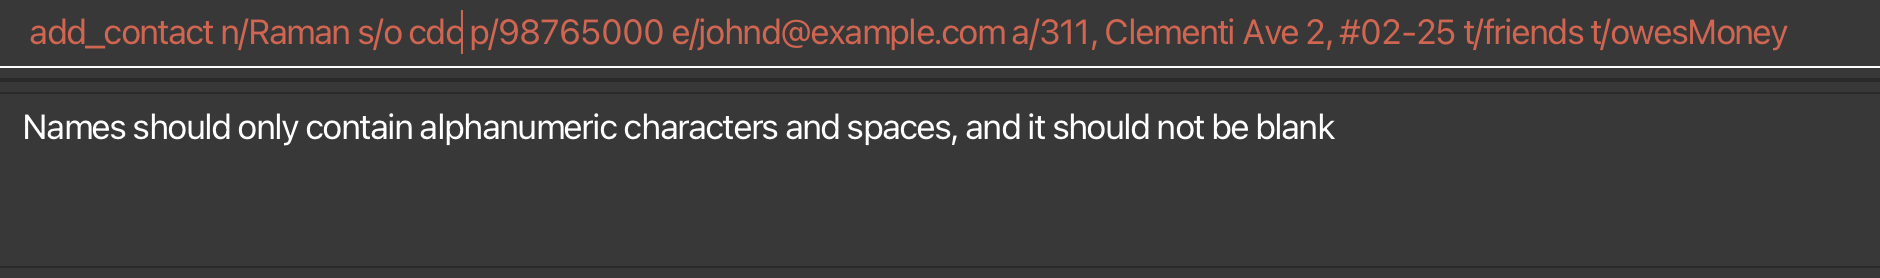 add_contact n/Raman s/o cdc p/98765000 e/johnd@example.com a/311, Clementi Ave 2, #02-25 t/friends t/owesMoney
Names should only contain alphanumeric characters and spaces, and it should not be blank